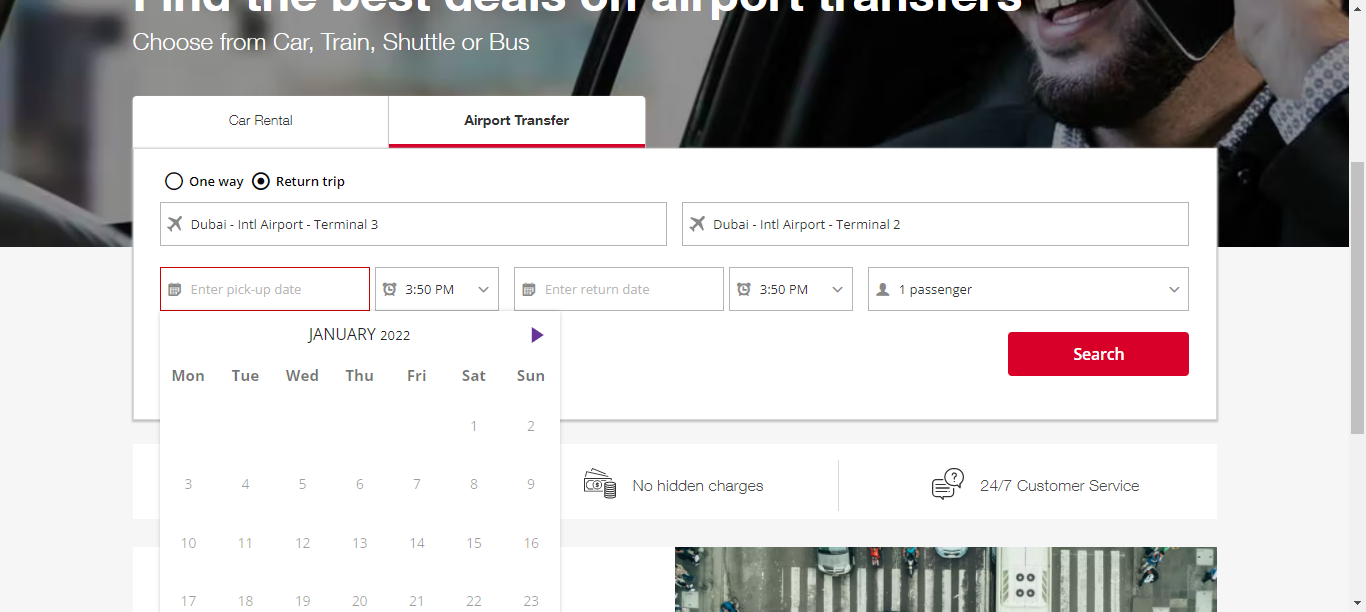 Find the best deals on airport transfers
Choose from Car, Train, Shuttle or Bus
Car Rental
Airport Transfer
One way
Return trip
Dubai - Intl Airport - Terminal 3
Dubai - Intl Airport - Terminal 2
Enter pick-up date
3:50 PM
Enter return date
3:50 PM
1 passenger
JANUARY 2022
Search
Mon Tue Wed Thu Fri Sat Sun
1 2
3 4 5 6 7 8 9
No hidden charges
24/7 Customer Service
10 11 12 13 14 15 16
17 18 19 20 21 22 23